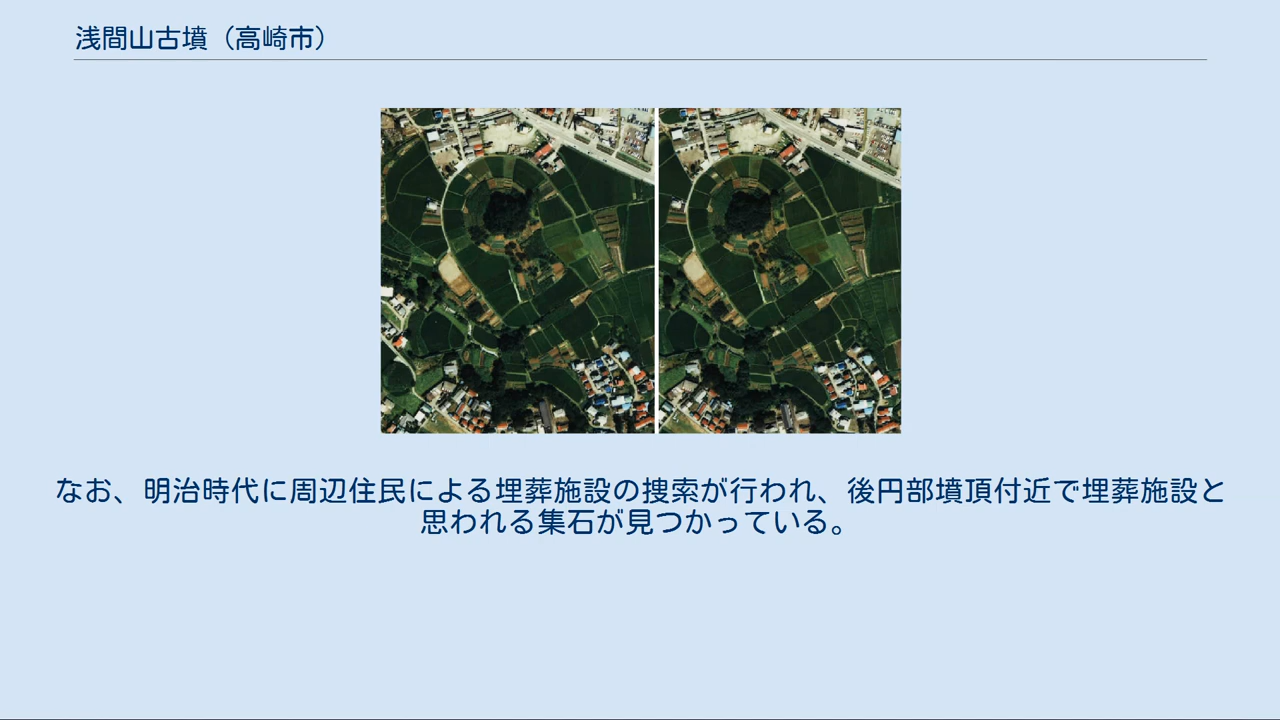 浅間山古墳（高崎市）
なお、明治時代に周辺住民による埋葬施設の捜索が行われ、後円部墳頂付近で埋葬施設と
思われる集石が見つかっている。